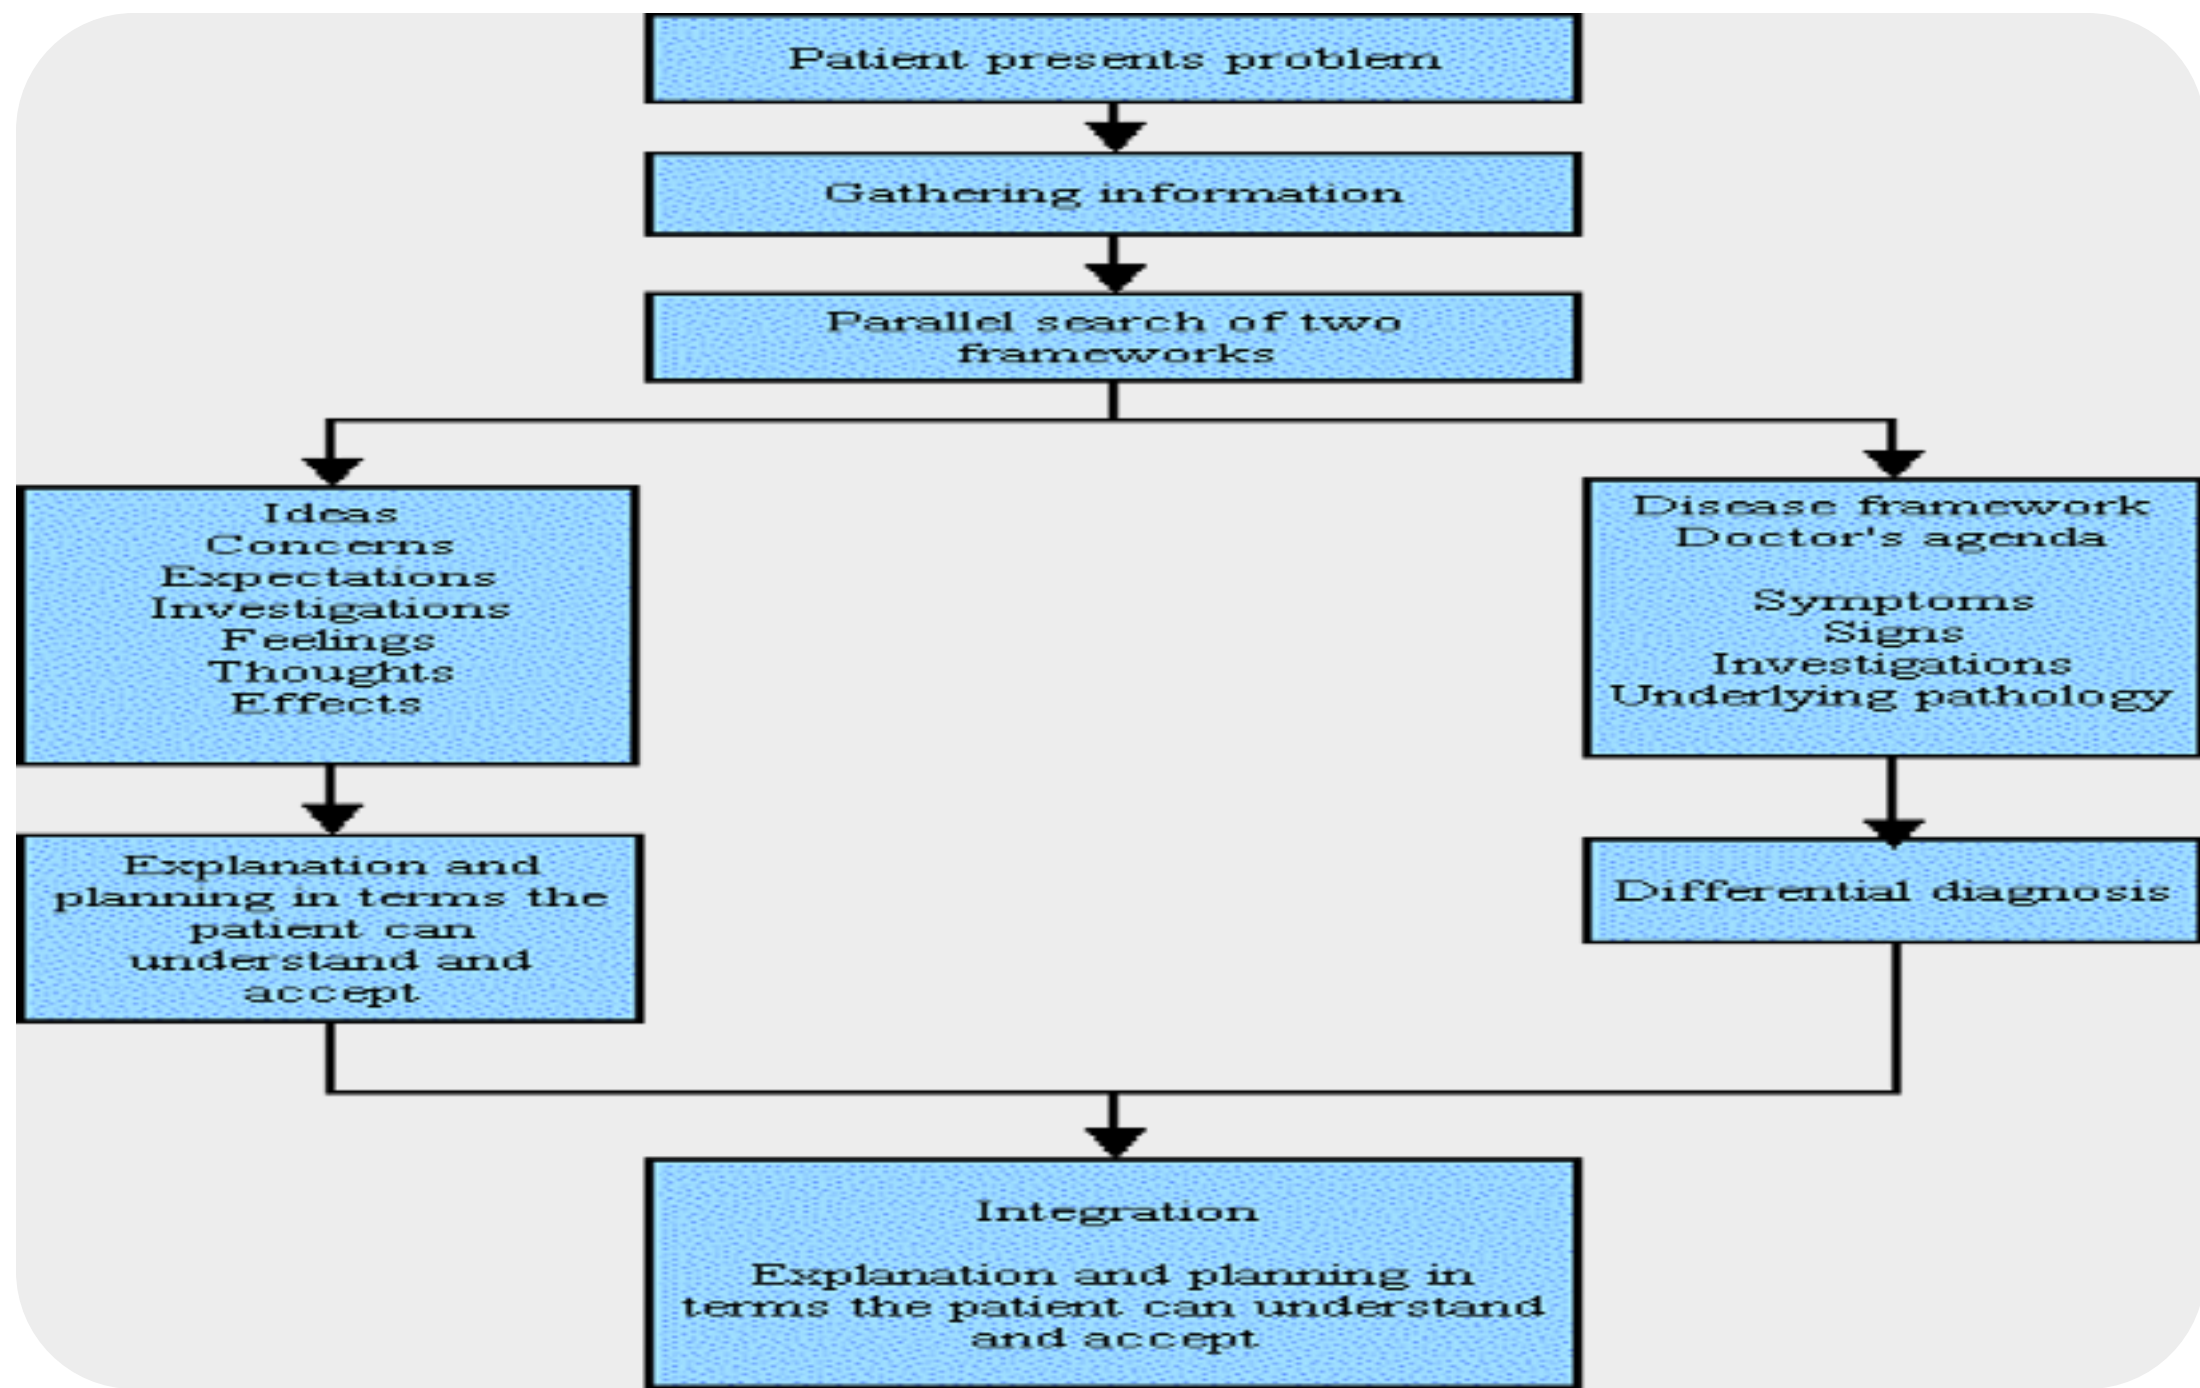 Patient presents problem
Gathering information
Parallel search of two
frameworks
Ideas
Concerns
Expectations
Investigations
Feelings
Thoughts
Effects
Disease framework
Doctor's agenda
Symptoms
Signs
Investigations
Underlying pathology
Explanation and
planning in terms the
patient can
understand and
accept
Differential diagnosis
Integration
Explanation and planning in
terms the patient can understand
and accept